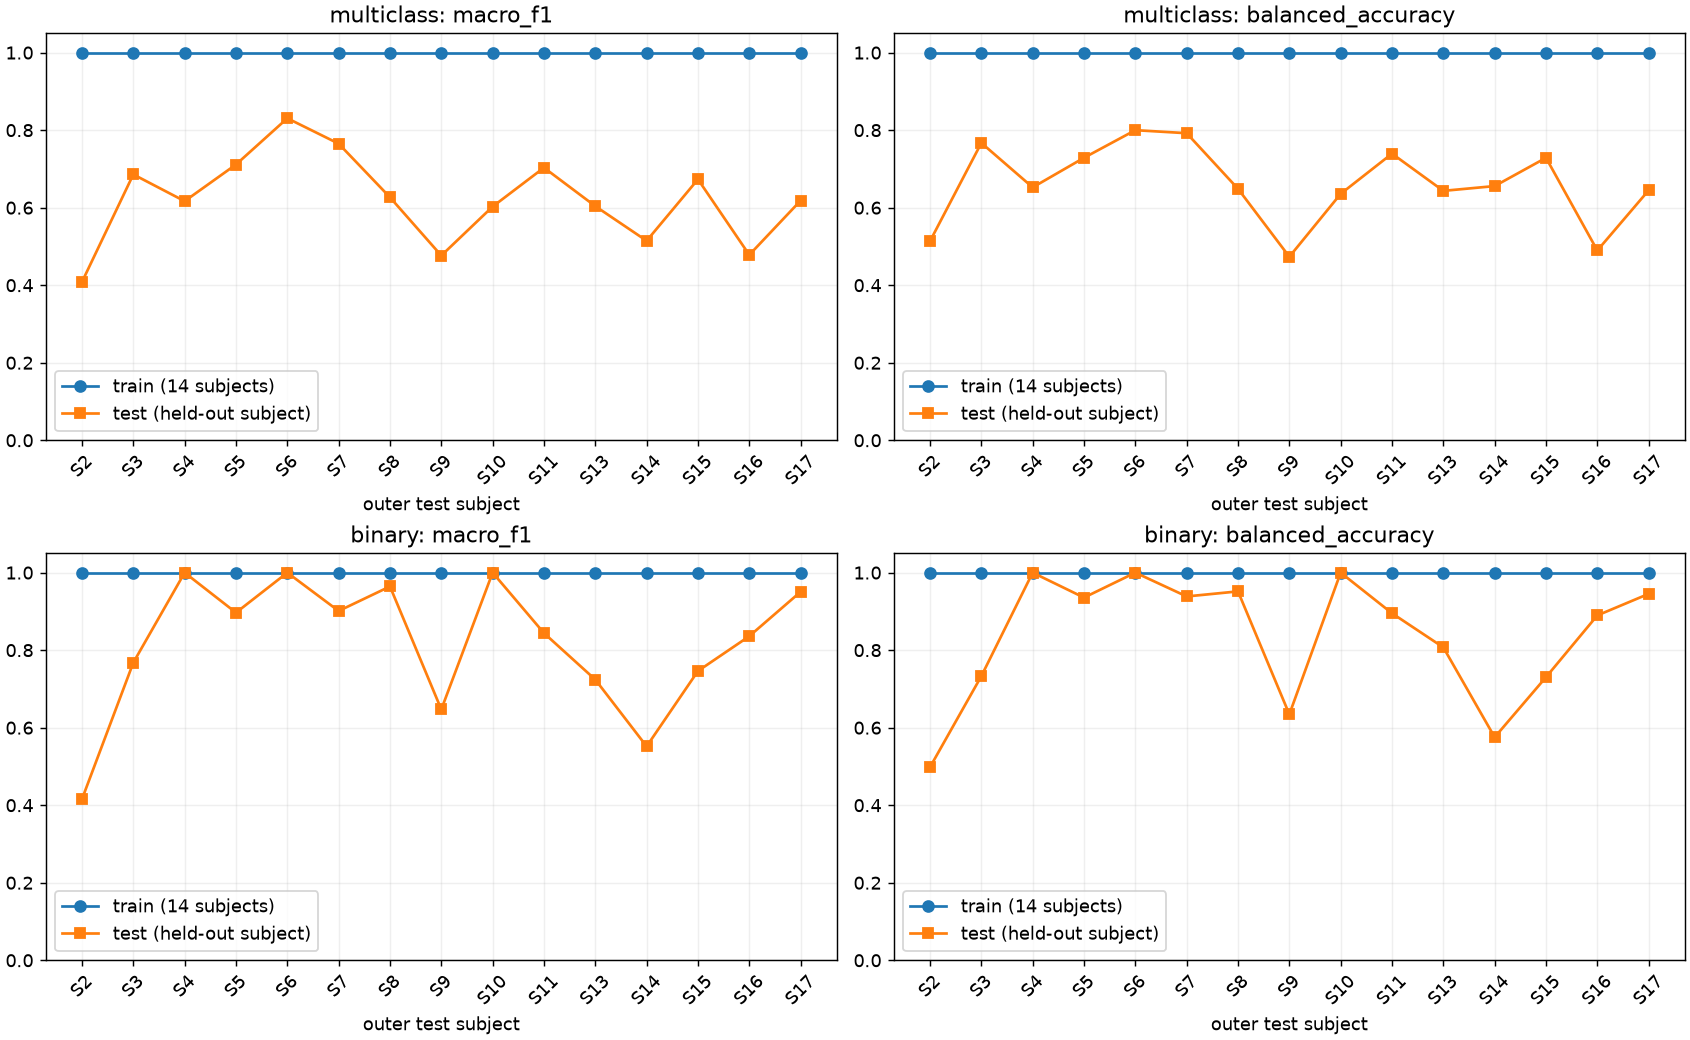 multiclass: macro_f1
1.0
0.8
0.6
0.4
0.2
0.0
train (14 subjects)
test (held-out subject)
S2 S3 S4 S5 S6 S7 S8 S9 S10 S11 S13 S14 S15 S16 S17
outer test subject
multiclass: balanced_accuracy
1.0
0.8
0.6
0.4
0.2
0.0
train (14 subjects)
test (held-out subject)
S2 S3 S4 S5 S6 S7 S8 S9 S10 S11 S13 S14 S15 S16 S17
outer test subject
binary: macro_f1
1.0
0.8
0.6
0.4
0.2
0.0
train (14 subjects)
test (held-out subject)
S2 S3 S4 S5 S6 S7 S8 S9 S10 S11 S13 S14 S15 S16 S17
outer test subject
binary: balanced_accuracy
1.0
0.8
0.6
0.4
0.2
0.0
train (14 subjects)
test (held-out subject)
S2 S3 S4 S5 S6 S7 S8 S9 S10 S11 S13 S14 S15 S16 S17
outer test subject